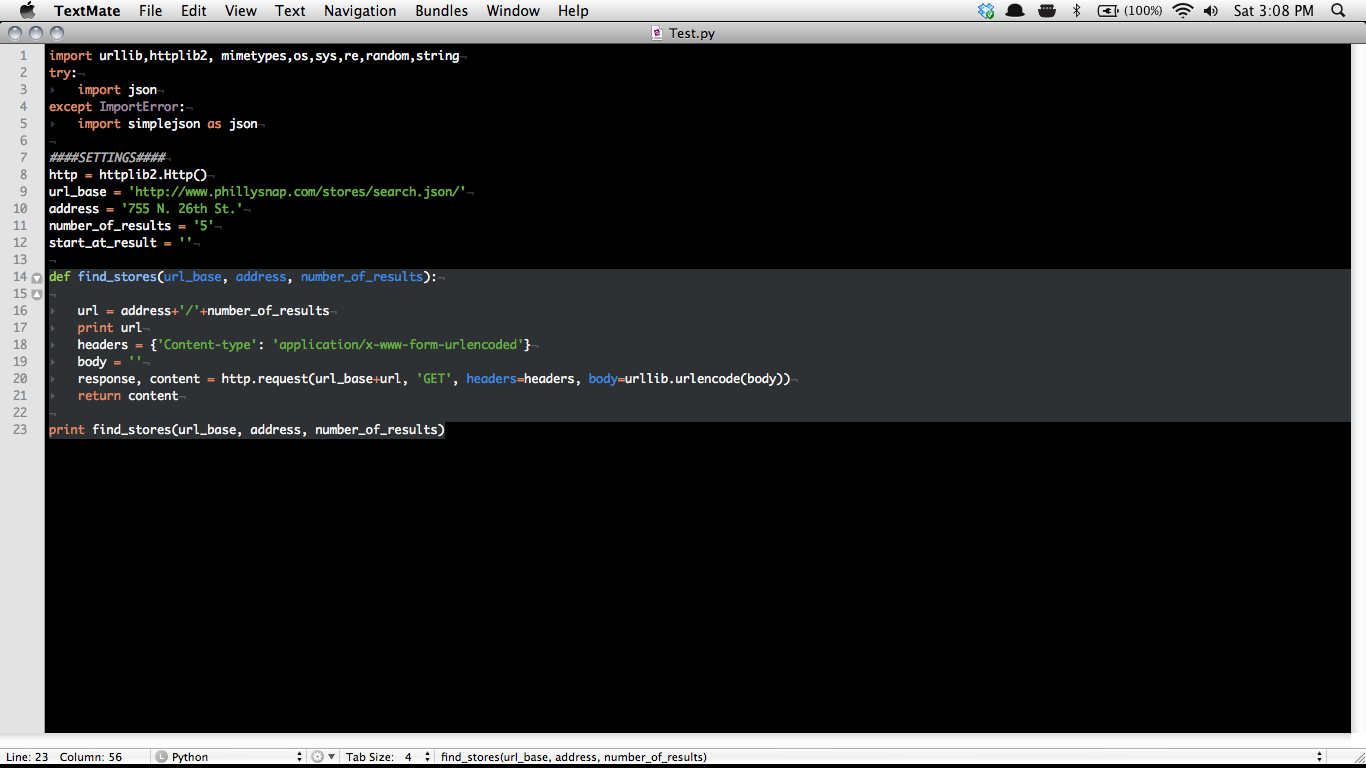 TextMate File Edit View Text Navigation Bundles Window Help (100%) Sat 3:08 PM
Test.py
1 import urllib,httplib2, mimetypes,os,sys,re,random,string
2 try:
3 import json
4 except ImportError:
5 import simplejson as json
6
7 ####SETTINGS####
8 http = httplib2.Http()
9 url_base = 'http://www.phillysnap.com/stores/search.json/'
10 address = '755 N. 26th St.'
11 number_of_results = '5'
12 start_at_result = ''
13
14 def find_stores(url_base, address, number_of_results):
15
16 url = address+'/'+number_of_results
17 print url
18 headers = {'Content-type': 'application/x-www-form-urlencoded'}
19 body = ''
20 response, content = http.request(url_base+url, 'GET', headers=headers, body=urllib.urlencode(body))
21 return content
22
23 print find_stores(url_base, address, number_of_results)
Line: 23 Column: 56 L Python Tab Size: 4 find_stores(url_base, address, number_of_results)